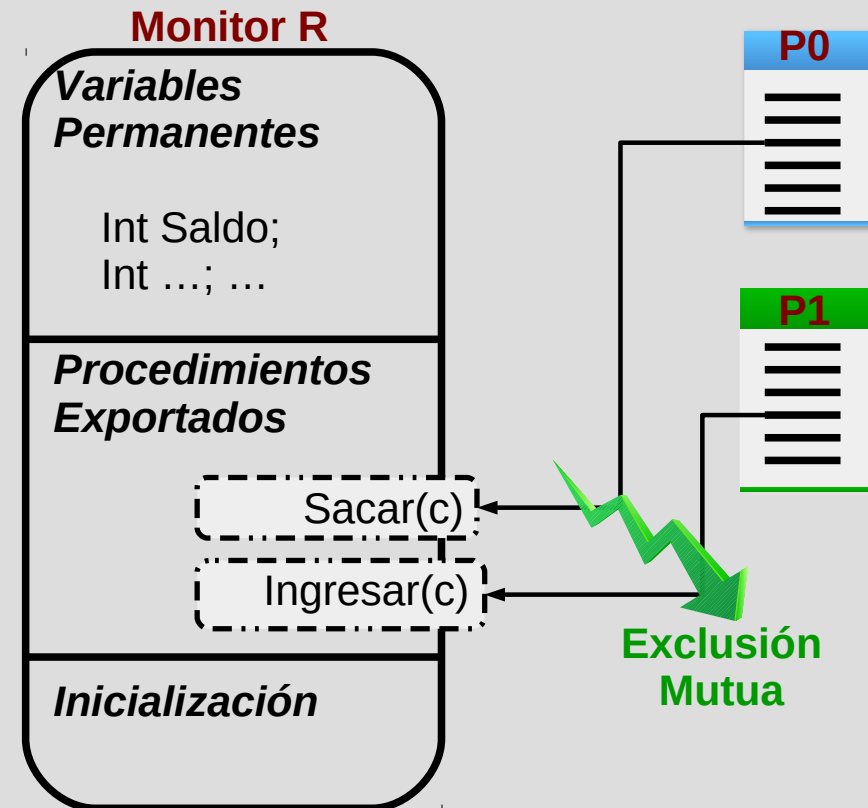 Monitor R
Variables
Permanentes
Int Saldo;
Int …; …
Procedimientos
Exportados
Sacar(c)
Ingresar(c)
Inicialización
P0
P1
Exclusión
Mutua